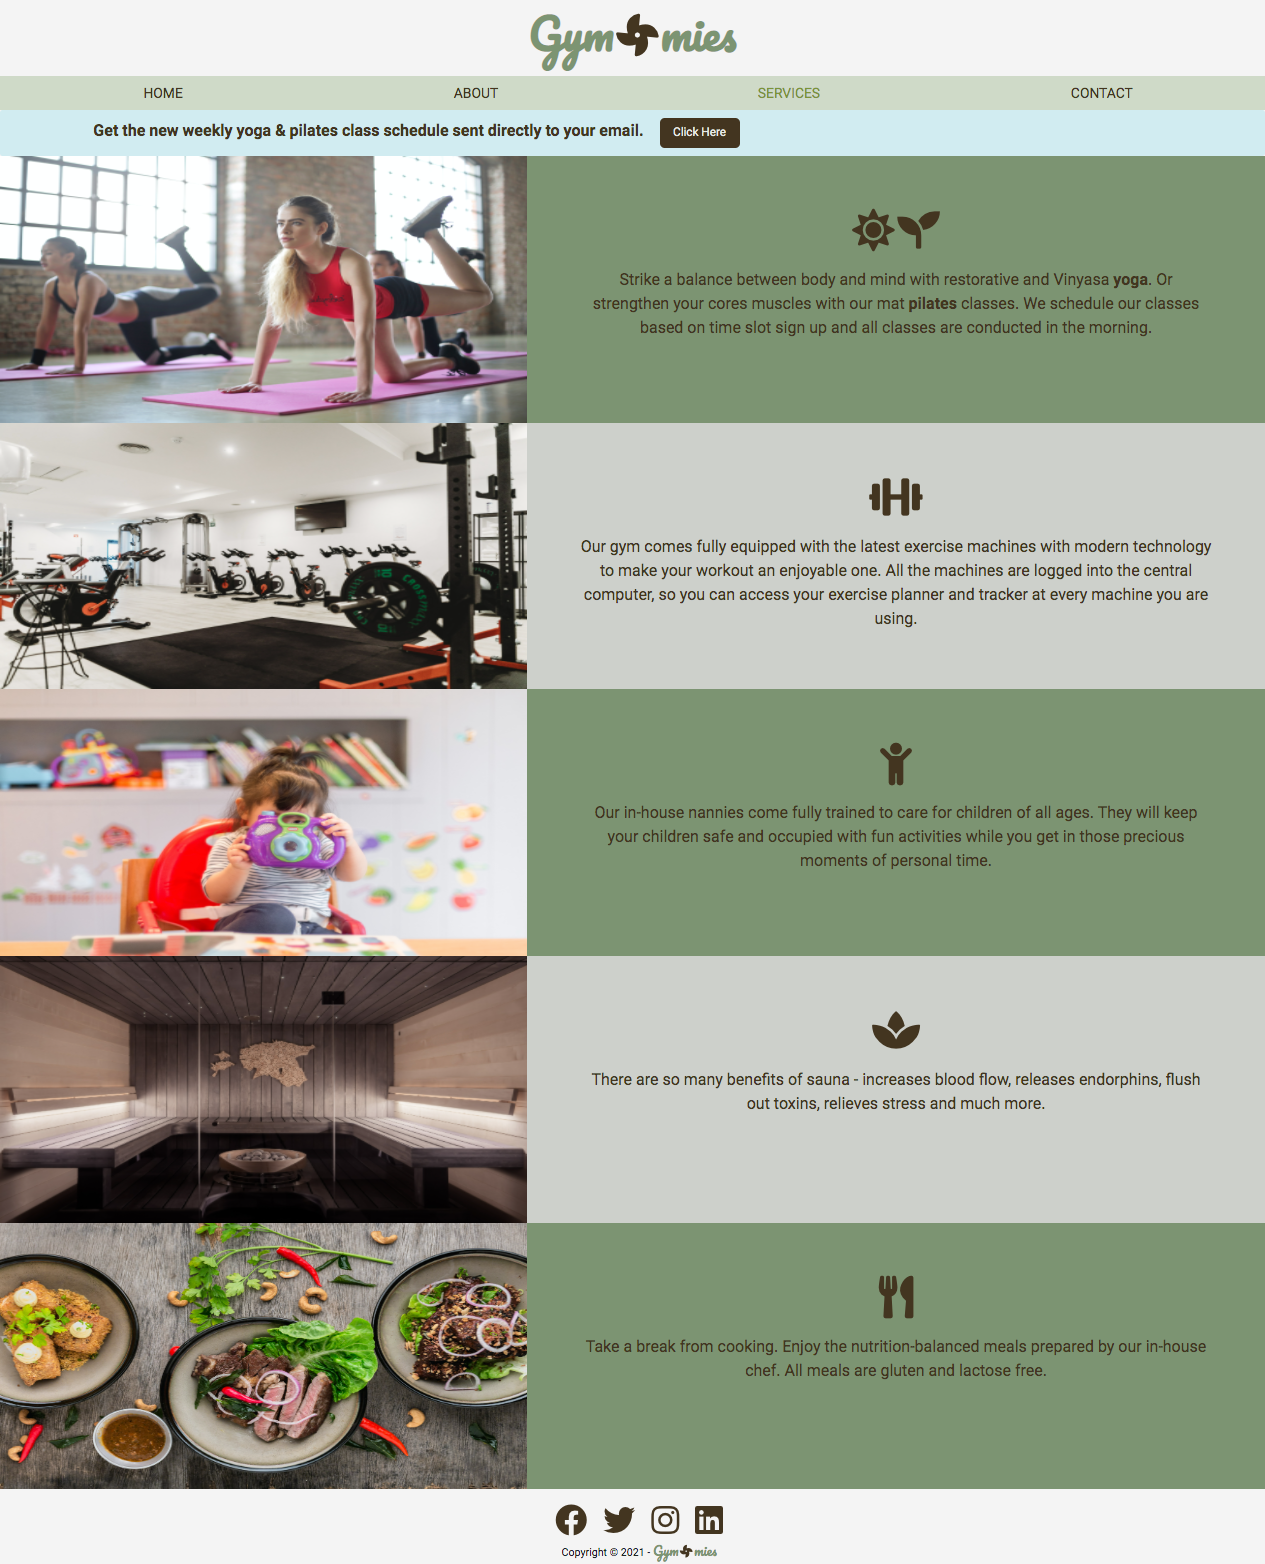 Gym mies
HOME ABOUT SERVICES CONTACT
Get the new weekly yoga & pilates class schedule sent directly to your email. Click Here
Strike a balance between body and mind with restorative and Vinyasa yoga. Or
strengthen your cores muscles with our mat pilates classes. We schedule our classes
based on time slot sign up and all classes are conducted in the morning.
Our gym comes fully equipped with the latest exercise machines with modern technology
to make your workout an enjoyable one. All the machines are logged into the central
computer, so you can access your exercise planner and tracker at every machine you are
using.
Our in-house nannies come fully trained to care for children of all ages. They will keep
your children safe and occupied with fun activities while you get in those precious
moments of personal time.
There are so many benefits of sauna - increases blood flow, releases endorphins, flush
out toxins, relieves stress and much more.
Take a break from cooking. Enjoy the nutrition-balanced meals prepared by our in-house
chef. All meals are gluten and lactose free.
Copyright © 2021 - Gym mies